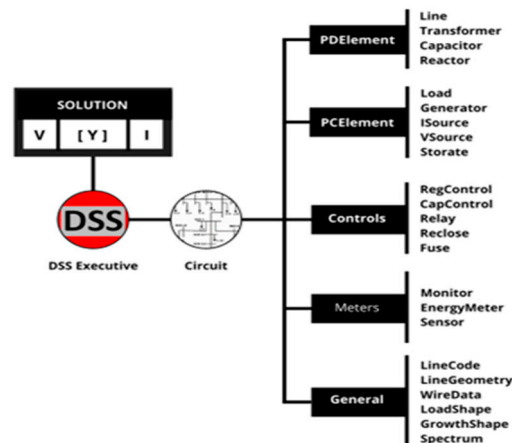 SOLUTION
V [Y] I
DSS
DSS Executive
Circuit
PDElement
Line
Transformer
Capacitor
Reactor
PCElement
Load
Generator
ISource
VSource
Storate
Controls
RegControl
CapControl
Relay
Reclose
Fuse
Meters
Monitor
EnergyMeter
Sensor
General
LineCode
LineGeometry
WireData
LoadShape
GrowthShape
Spectrum